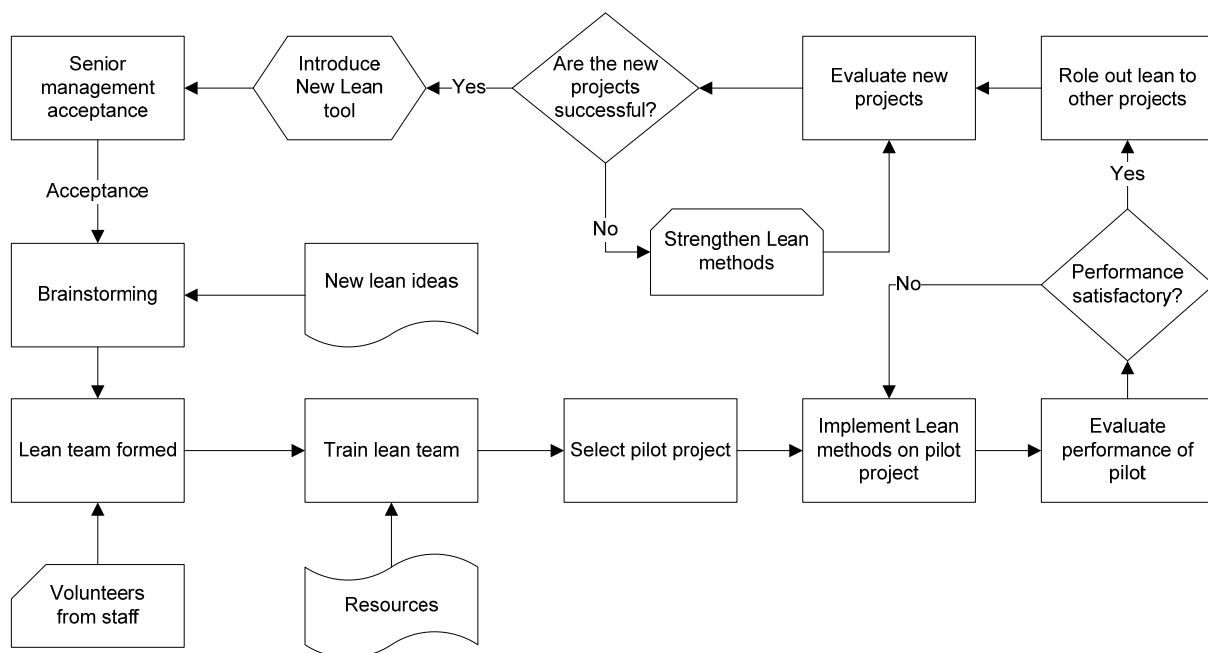 Senior
management
acceptance
Introduce
New Lean
tool
Yes
Are the new
projects
successful?
Evaluate new
projects
Role out lean to
other projects
Acceptance
No
Strengthen Lean
methods
Yes
Brainstorming
New lean ideas
No
Performance
satisfactory?
Lean team formed
Train lean team
Select pilot project
Implement Lean
methods on pilot
project
Evaluate
performance of
pilot
Volunteers
from staff
Resources